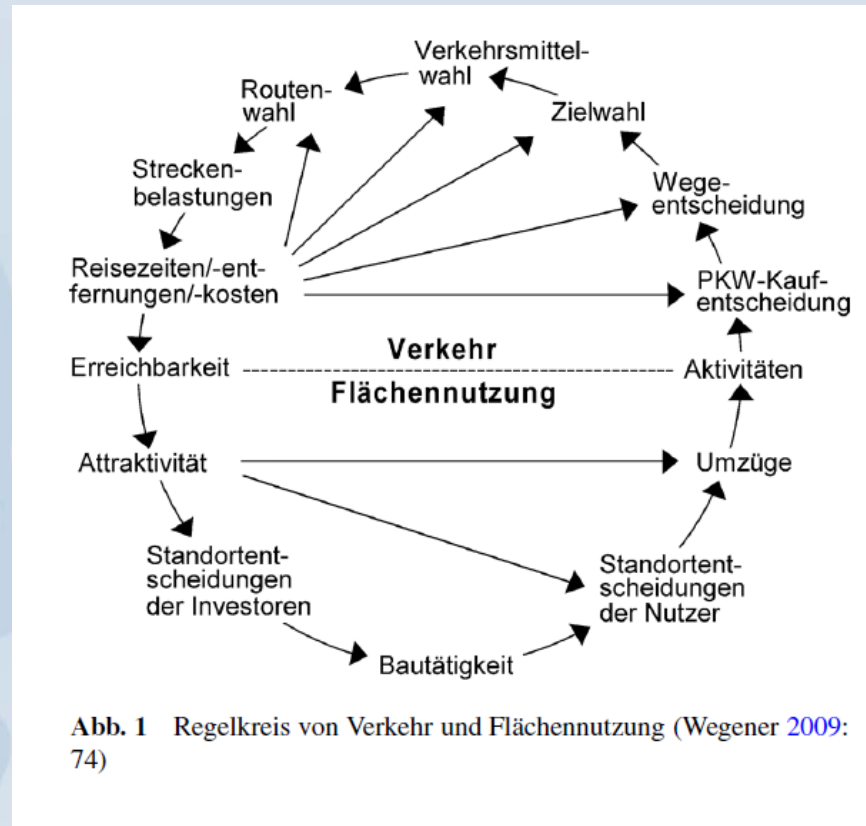 Verkehrsmittel-
wahl
Routen-
wahl
Zielwahl
Strecken-
belastungen
Wege-
entscheidung
Reisezeiten/-ent-
fernungen/-kosten
PKW-Kauf-
entscheidung
Verkehr
Erreichbarkeit
Aktivitäten
Flächennutzung
Attraktivität
Umzüge
Standortent-
scheidungen
der Investoren
Standortent-
scheidungen
der Nutzer
Bautätigkeit
Abb. 1 Regelkreis von Verkehr und Flächennutzung (Wegener 2009:
74)